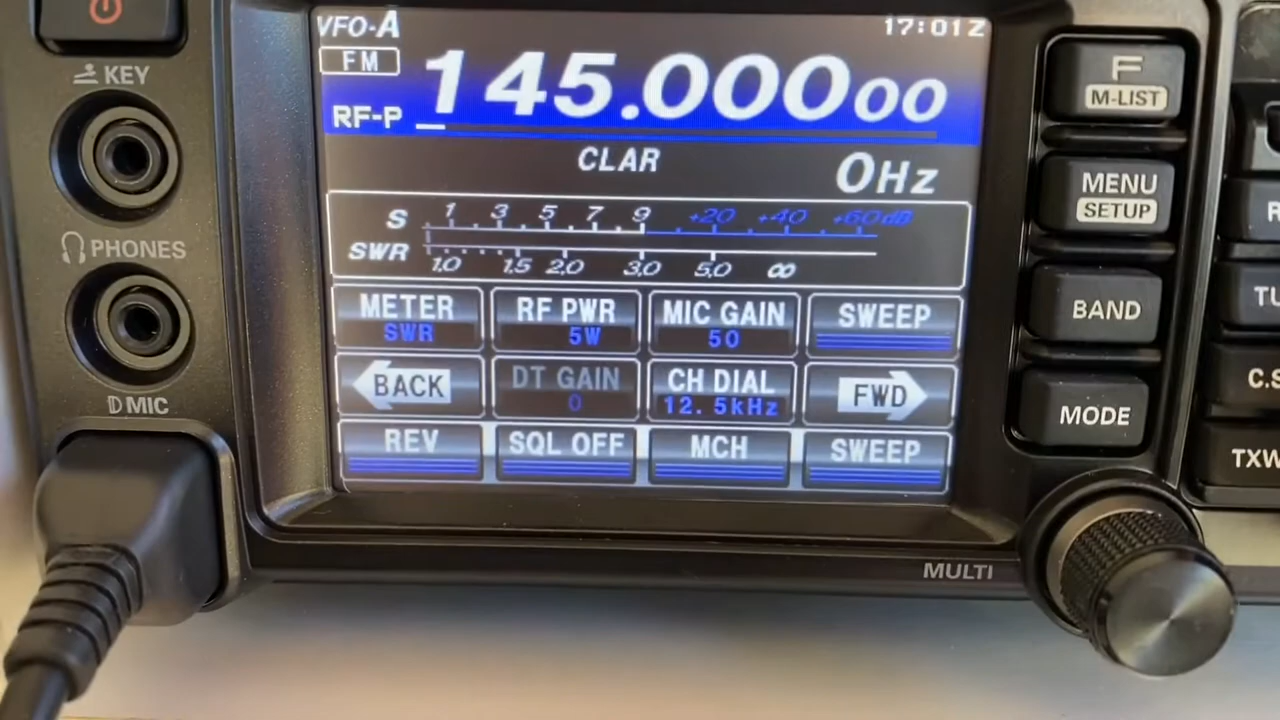 VFO-A
17:01Z
FM
145.00000
RF-P
CLAR
0Hz
S 1 3 5 7 9 +20 +40 +60dB
SWR 1.0 1.5 2.0 3.0 5.0 ∞
METER
SWR
RF PWR
5W
MIC GAIN
50
SWEEP
BACK
DT GAIN
0
CH DIAL
12.5kHz
FWD
REV
SQL OFF
MCH
SWEEP
KEY
PHONES
MIC
F
M-LIST
MENU
SETUP
BAND
MODE
C.S
TXW
MULTI